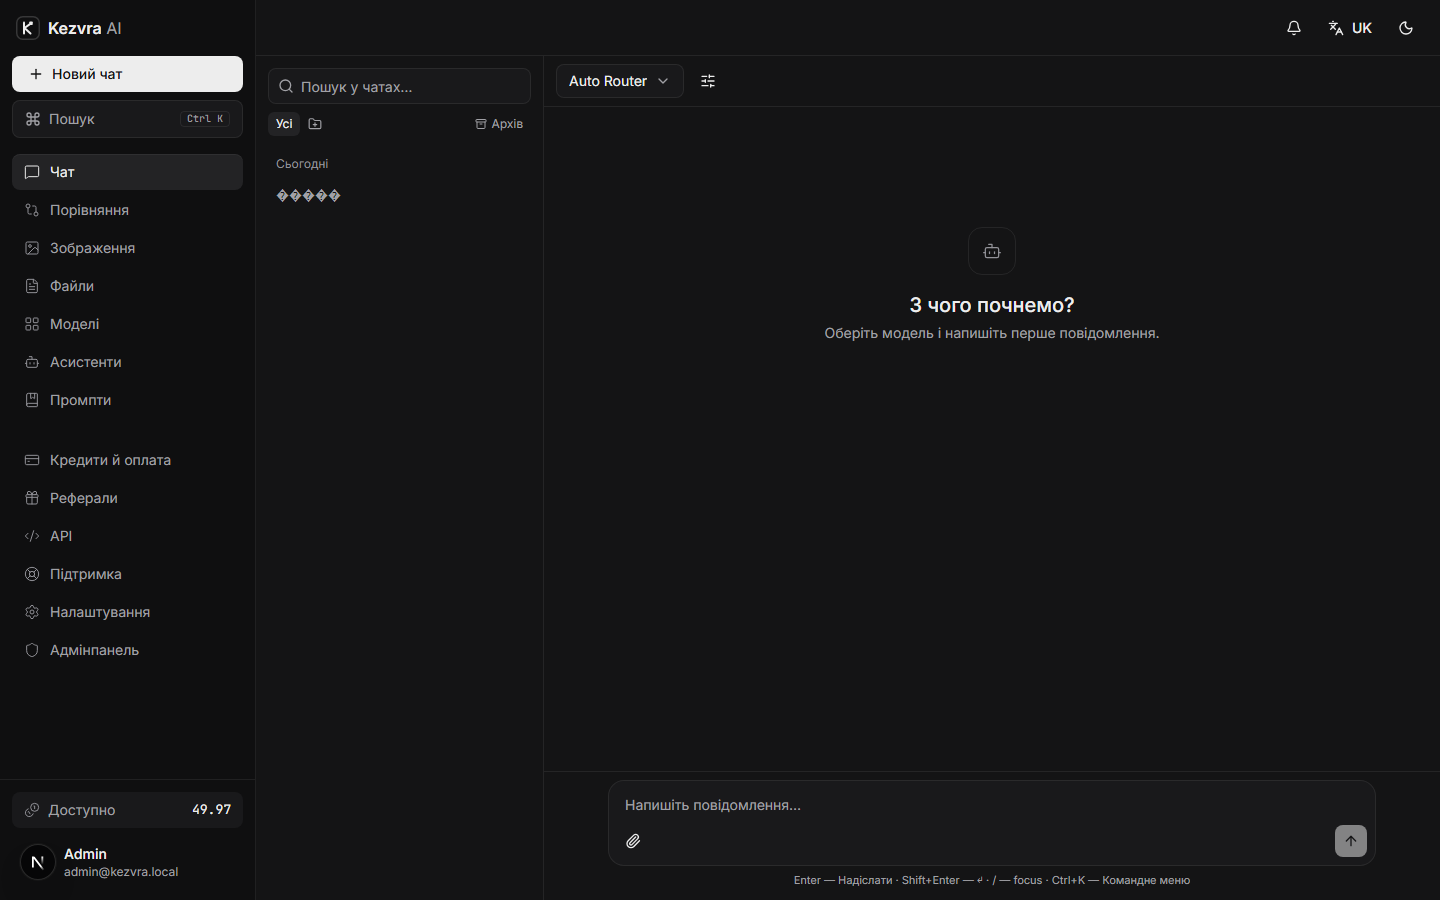 Kezvra AI
Новий чат
Пошук
Ctrl K
Чат
Порівняння
Зображення
Файли
Моделі
Асистенти
Промпти
Кредити й оплата
Реферали
API
Підтримка
Налаштування
Адмінпанель
Доступно 49.97
N
Admin
admin@kezvra.local
Пошук у чатах...
Усі
Архів
Сьогодні
�����
UK
Auto Router
З чого почнемо?
Оберіть модель і напишіть перше повідомлення.
Напишіть повідомлення...
Enter — Надіслати · Shift+Enter — ↵ · / — focus · Ctrl+K — Командне меню